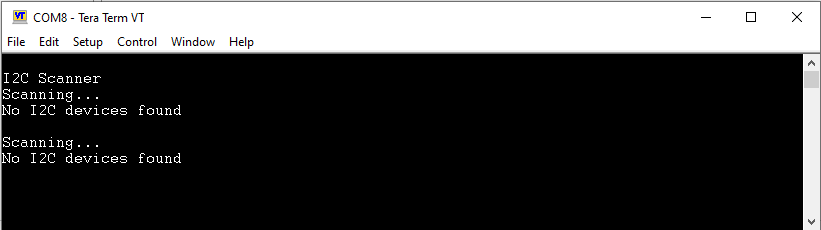 COM8 - Tera Term VT
File Edit Setup Control Window Help
I2C Scanner
Scanning...
No I2C devices found
Scanning...
No I2C devices found